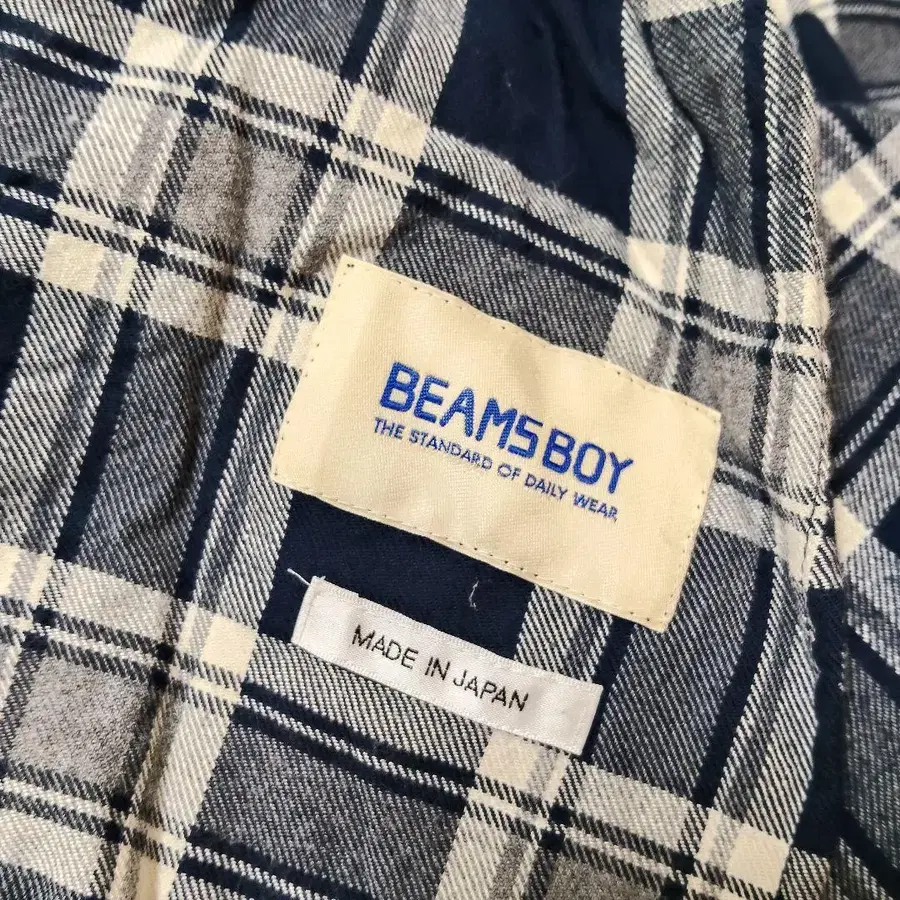 BEAMS BOY
THE STANDARD OF DAILY WEAR
MADE IN JAPAN